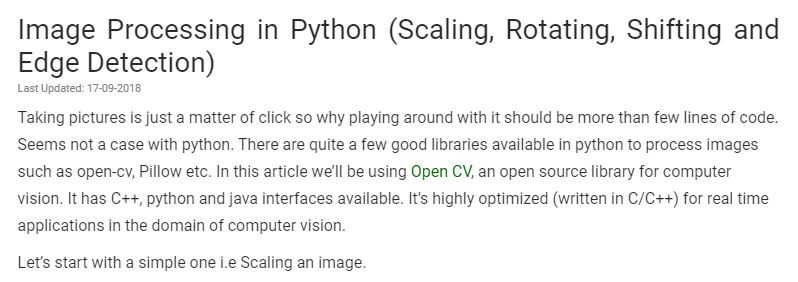 Image Processing in Python (Scaling, Rotating, Shifting and
Edge Detection)
Last Updated: 17-09-2018
Taking pictures is just a matter of click so why playing around with it should be more than few lines of code.
Seems not a case with python. There are quite a few good libraries available in python to process images
such as open-cv, Pillow etc. In this article we’ll be using Open CV, an open source library for computer
vision. It has C++, python and java interfaces available. It’s highly optimized (written in C/C++) for real time
applications in the domain of computer vision.
Let’s start with a simple one i.e Scaling an image.